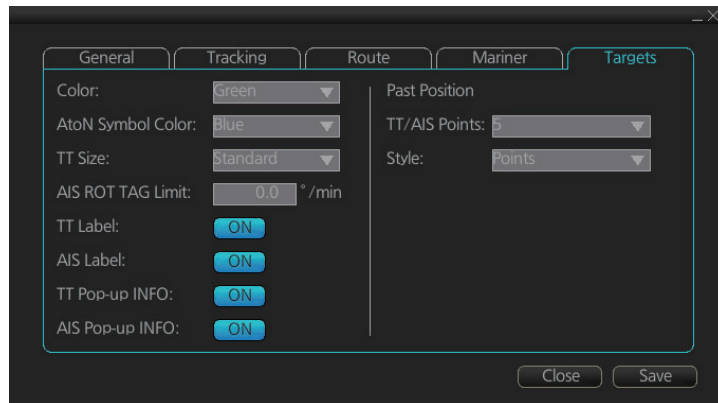 General Tracking Route Mariner Targets
Color: Green
AtoN Symbol Color: Blue
TT Size: Standard
AIS ROT TAG Limit: 0.0 °/min
TT Label: ON
AIS Label: ON
TT Pop-up INFO: ON
AIS Pop-up INFO: ON
Past Position
TT/AIS Points: 5
Style: Points
Close Save